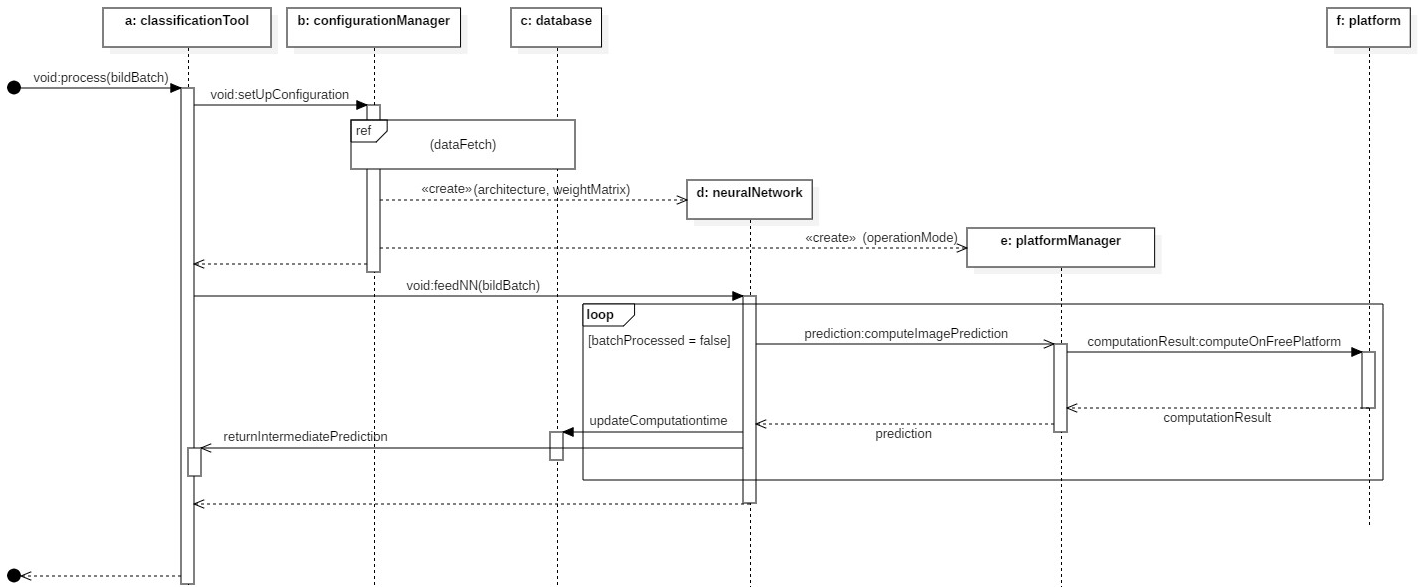 a: classificationTool
b: configurationManager
c: database
f: platform
void:process(bildBatch)
void:setUpConfiguration
ref
(dataFetch)
«create» (architecture, weightMatrix)
d: neuralNetwork
«create» (operationMode)
e: platformManager
void:feedNN(bildBatch)
loop
[batchProcessed = false]
prediction:computeImagePrediction
computationResult:computeOnFreePlatform
computationResult
updateComputationtime
prediction
returnIntermediatePrediction